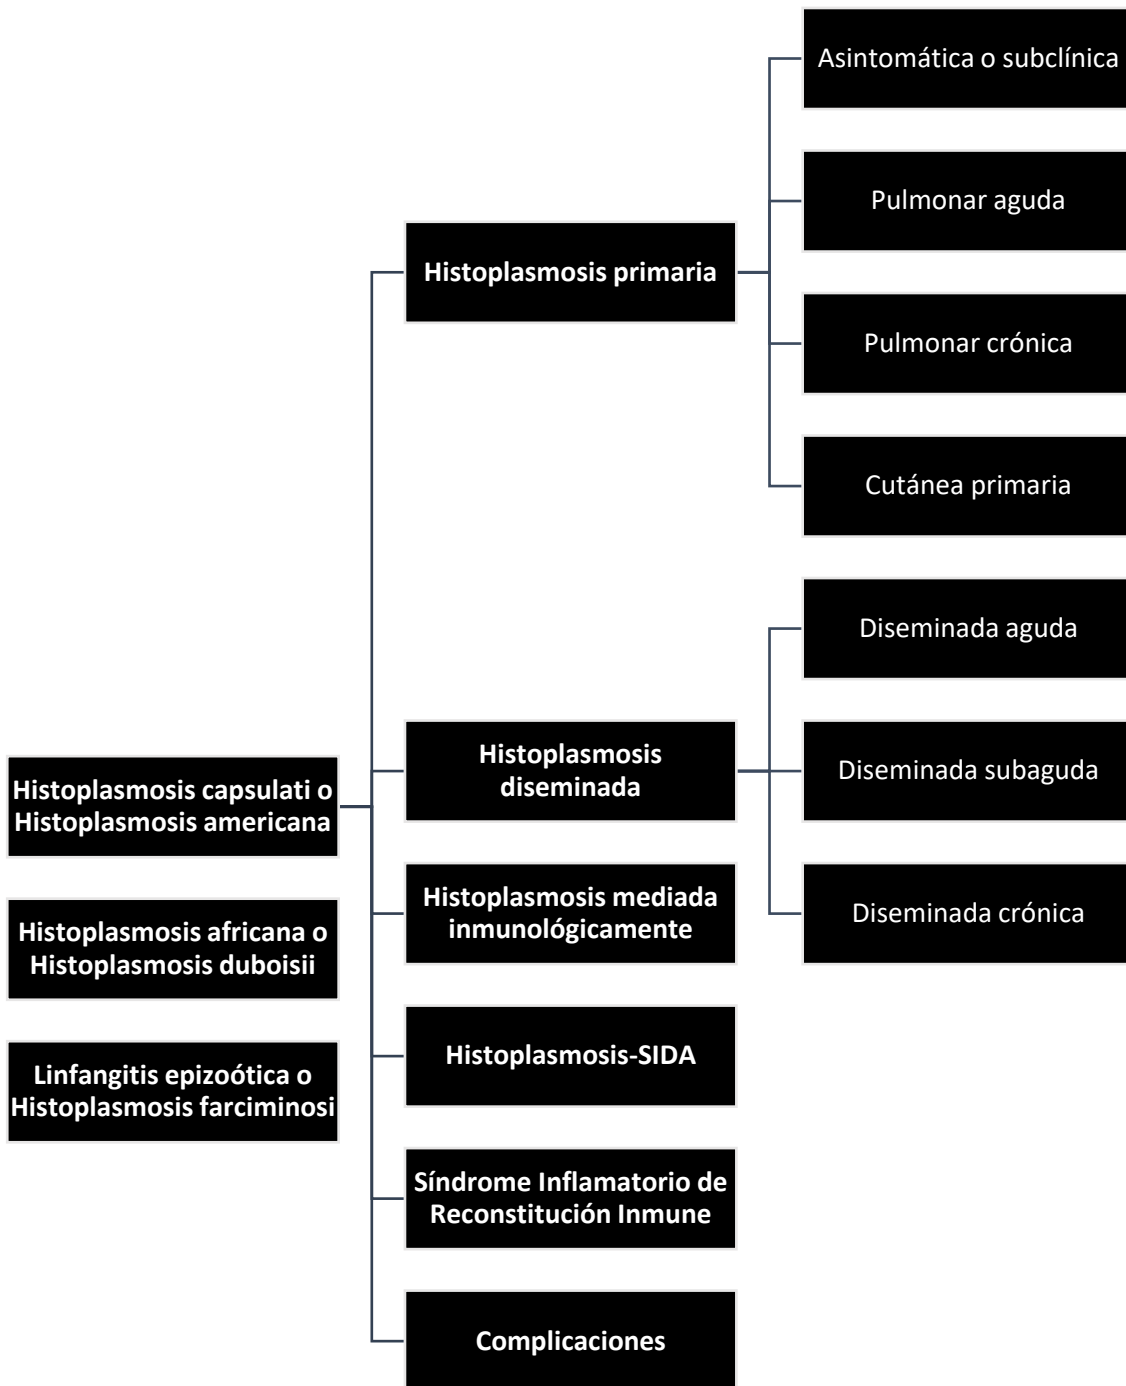 Histoplasmosis capsulati o
Histoplasmosis americana
Histoplasmosis primaria
Asintomática o subclínica
Pulmonar aguda
Pulmonar crónica
Cutánea primaria
Histoplasmosis
diseminada
Diseminada aguda
Diseminada subaguda
Diseminada crónica
Histoplasmosis mediada
inmunológicamente
Histoplasmosis-SIDA
Síndrome Inflamatorio de
Reconstitución Inmune
Complicaciones
Histoplasmosis africana o
Histoplasmosis duboisii
Linfangitis epizoótica o
Histoplasmosis farciminosi